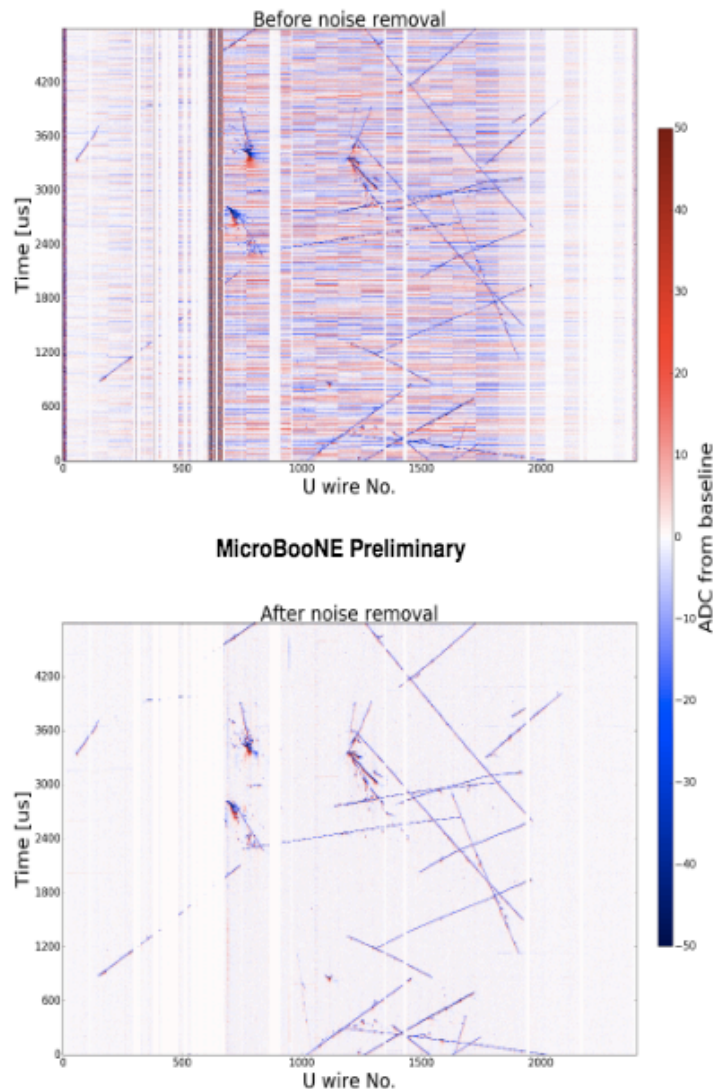 Before noise removal
4200
3600
3000
2400
1800
1200
600
0
Time [us]
0 500 1000 1500 2000
U wire No.
MicroBooNE Preliminary
50
40
30
20
10
0
−10
−20
−30
−40
−50
ADC from baseline
After noise removal
4200
3600
3000
2400
1800
1200
600
0
Time [us]
0 500 1000 1500 2000
U wire No.